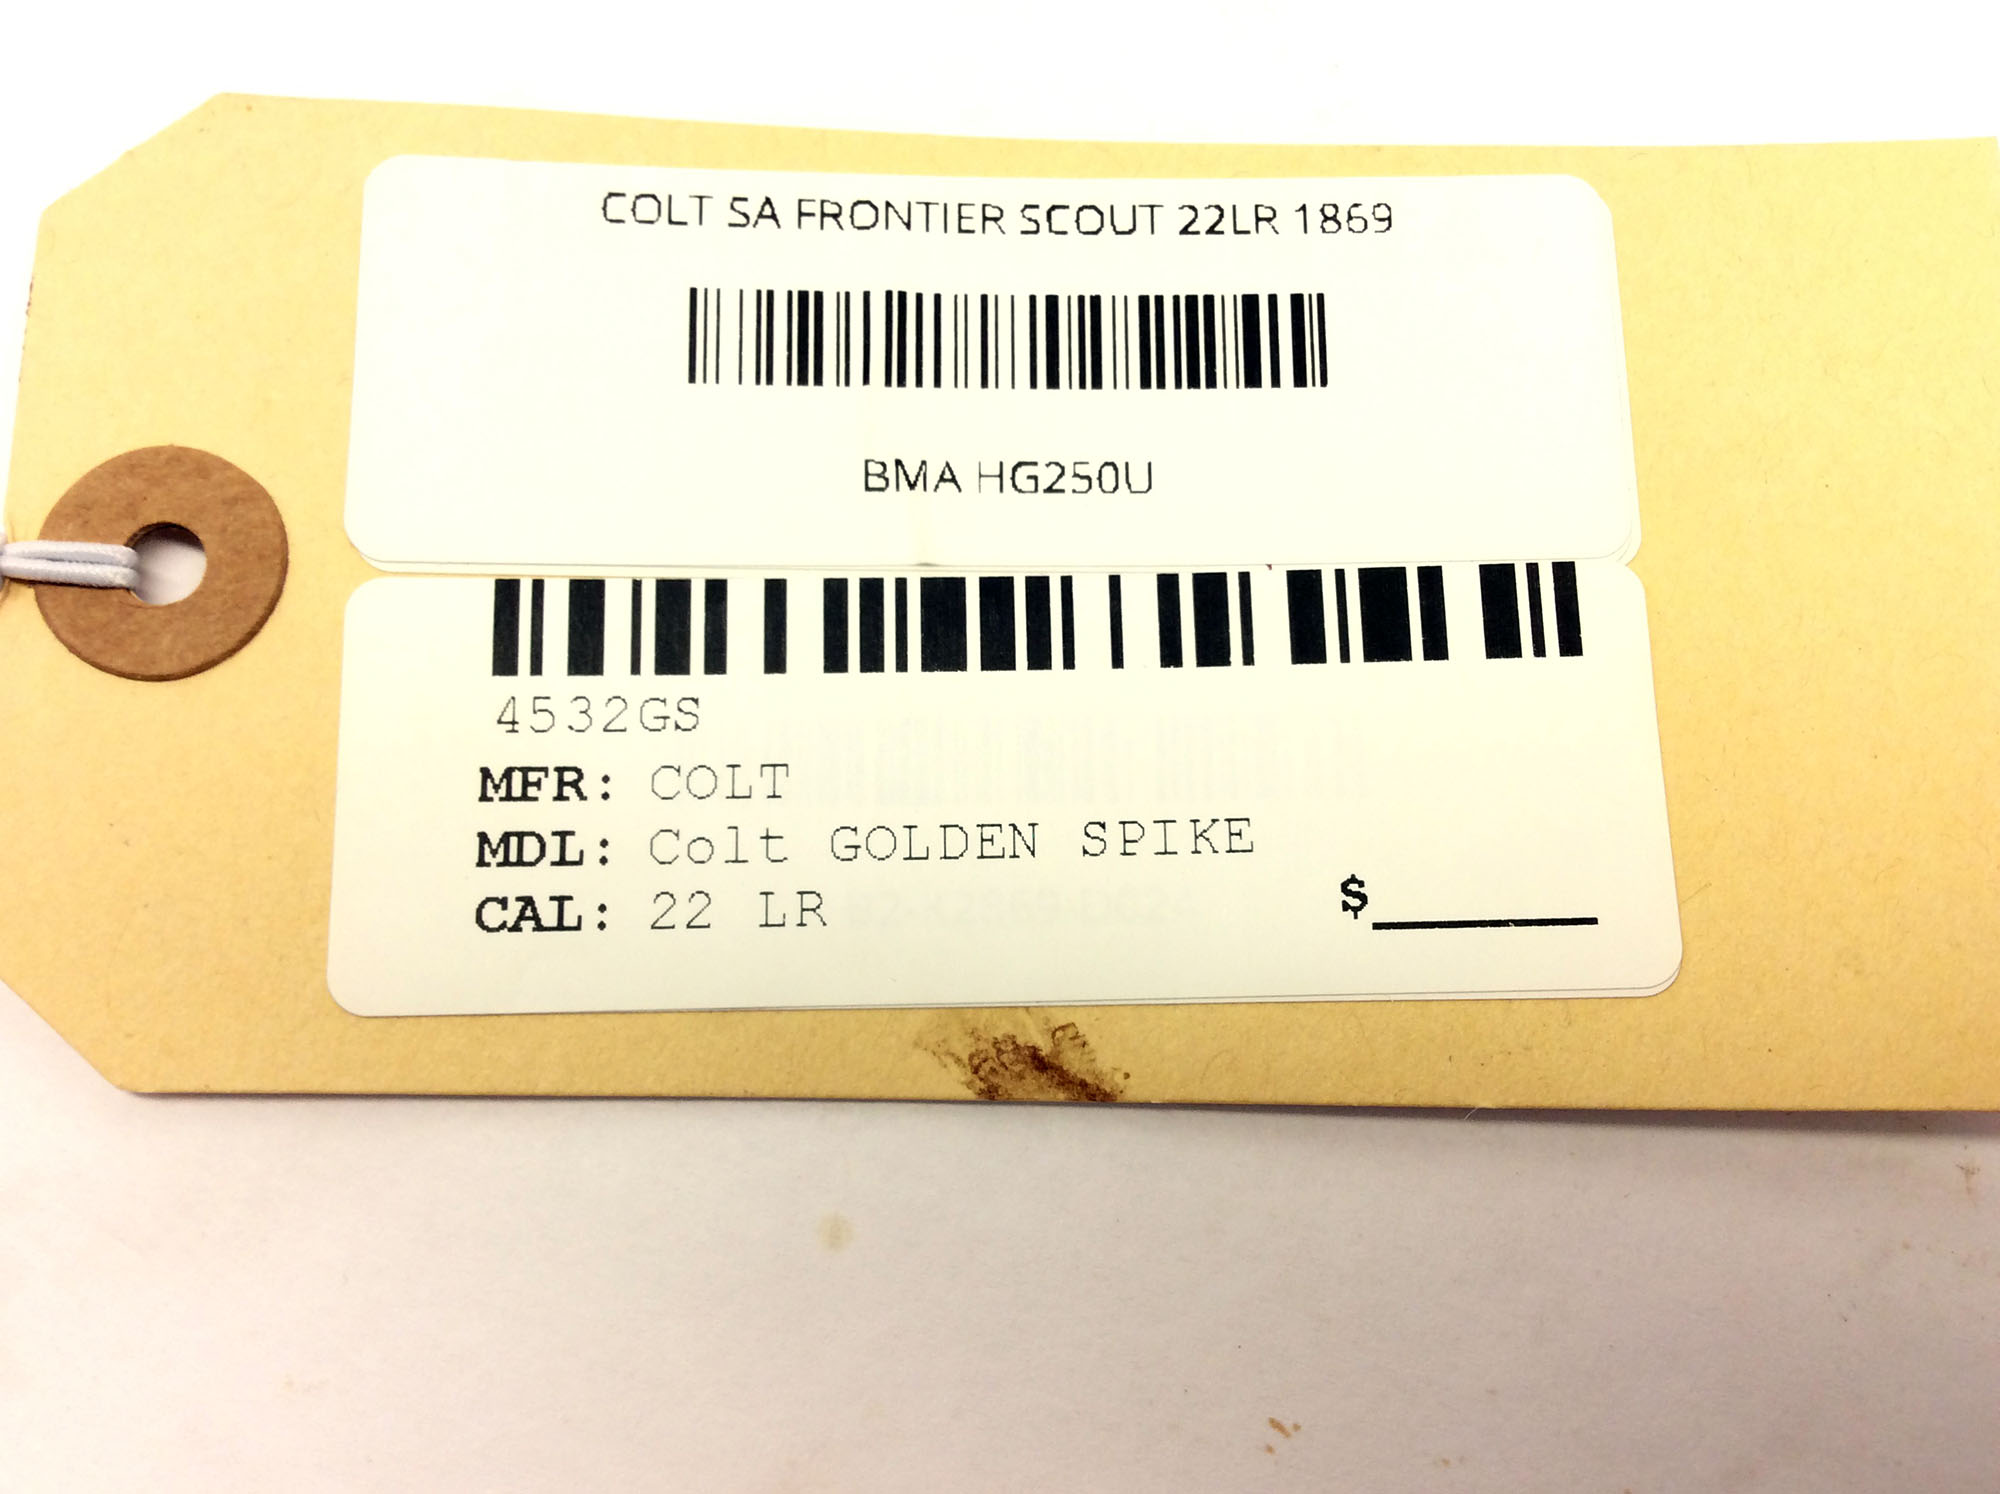 COLT SA FRONTIER SCOUT 22LR 1869
BMA HG250U
4532GS
MFR: COLT
MDL: Colt GOLDEN SPIKE
CAL: 22 LR
$